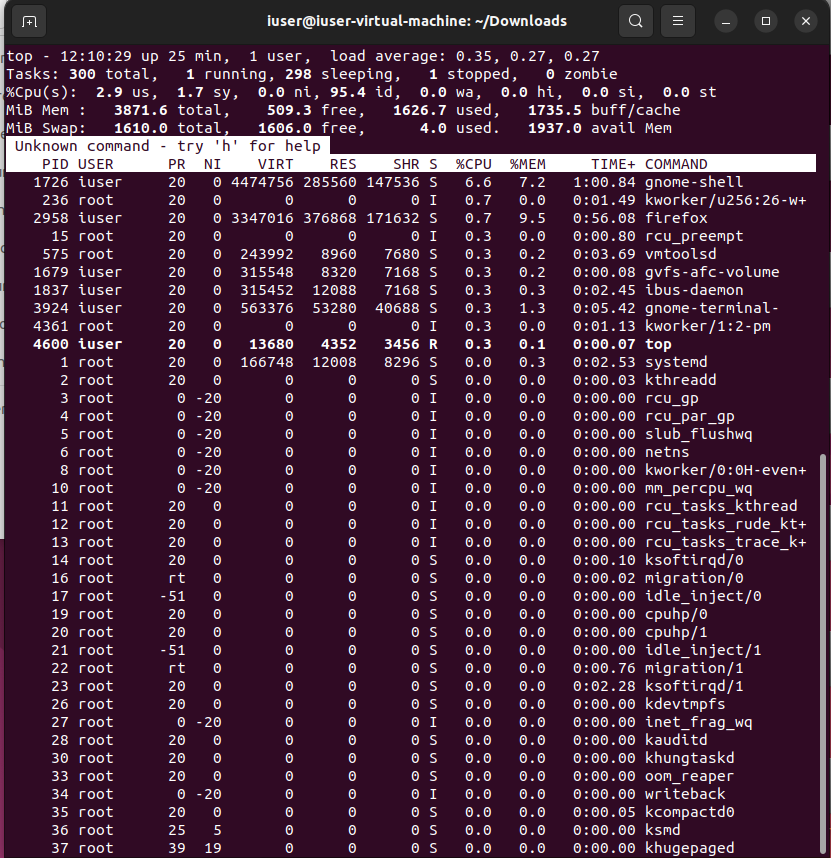 iuser@iuser-virtual-machine: ~/Downloads
top - 12:10:29 up 25 min,  1 user,  load average: 0.35, 0.27, 0.27
Tasks: 300 total,   1 running, 298 sleeping,   1 stopped,   0 zombie
%Cpu(s):  2.9 us,  1.7 sy,  0.0 ni, 95.4 id,  0.0 wa,  0.0 hi,  0.0 si,  0.0 st
MiB Mem :   3871.6 total,    509.3 free,   1626.7 used,   1735.5 buff/cache
MiB Swap:   1610.0 total,   1606.0 free,      4.0 used.   1937.0 avail Mem
Unknown command - try 'h' for help
PID USER      PR  NI    VIRT    RES    SHR S  %CPU  %MEM     TIME+ COMMAND
1726 iuser     20   0 4474756 285560 147536 S   6.6   7.2   1:00.84 gnome-shell
236 root      20   0       0      0      0 I   0.7   0.0   0:01.49 kworker/u256:26-w+
2958 iuser     20   0 3347016 376868 171632 S   0.7   9.5   0:56.08 firefox
15 root      20   0       0      0      0 I   0.3   0.0   0:00.80 rcu_preempt
575 root      20   0  243992   8960   7680 S   0.3   0.2   0:03.69 vmtoolsd
1679 iuser     20   0  315548   8320   7168 S   0.3   0.2   0:00.08 gvfs-afc-volume
1837 iuser     20   0  315452  12088   7168 S   0.3   0.3   0:02.45 ibus-daemon
3924 iuser     20   0  563376  53280  40688 S   0.3   1.3   0:05.42 gnome-terminal-
4361 root      20   0       0      0      0 I   0.3   0.0   0:01.13 kworker/1:2-pm
4600 iuser     20   0   13680   4352   3456 R   0.3   0.1   0:00.07 top
1 root      20   0  166748  12008   8296 S   0.0   0.3   0:02.53 systemd
2 root      20   0       0      0      0 S   0.0   0.0   0:00.03 kthreadd
3 root       0 -20       0      0      0 I   0.0   0.0   0:00.00 rcu_gp
4 root       0 -20       0      0      0 I   0.0   0.0   0:00.00 rcu_par_gp
5 root       0 -20       0      0      0 I   0.0   0.0   0:00.00 slub_flushwq
6 root       0 -20       0      0      0 I   0.0   0.0   0:00.00 netns
8 root       0 -20       0      0      0 I   0.0   0.0   0:00.00 kworker/0:0H-even+
10 root       0 -20       0      0      0 I   0.0   0.0   0:00.00 mm_percpu_wq
11 root      20   0       0      0      0 I   0.0   0.0   0:00.00 rcu_tasks_kthread
12 root      20   0       0      0      0 I   0.0   0.0   0:00.00 rcu_tasks_rude_kt+
13 root      20   0       0      0      0 I   0.0   0.0   0:00.00 rcu_tasks_trace_k+
14 root      20   0       0      0      0 S   0.0   0.0   0:00.10 ksoftirqd/0
16 root      rt   0       0      0      0 S   0.0   0.0   0:00.02 migration/0
17 root     -51   0       0      0      0 S   0.0   0.0   0:00.00 idle_inject/0
19 root      20   0       0      0      0 S   0.0   0.0   0:00.00 cpuhp/0
20 root      20   0       0      0      0 S   0.0   0.0   0:00.00 cpuhp/1
21 root     -51   0       0      0      0 S   0.0   0.0   0:00.00 idle_inject/1
22 root      rt   0       0      0      0 S   0.0   0.0   0:00.76 migration/1
23 root      20   0       0      0      0 S   0.0   0.0   0:02.28 ksoftirqd/1
26 root      20   0       0      0      0 S   0.0   0.0   0:00.00 kdevtmpfs
27 root       0 -20       0      0      0 I   0.0   0.0   0:00.00 inet_frag_wq
28 root      20   0       0      0      0 S   0.0   0.0   0:00.00 kauditd
30 root      20   0       0      0      0 S   0.0   0.0   0:00.00 khungtaskd
33 root      20   0       0      0      0 S   0.0   0.0   0:00.00 oom_reaper
34 root       0 -20       0      0      0 I   0.0   0.0   0:00.00 writeback
35 root      20   0       0      0      0 S   0.0   0.0   0:00.05 kcompactd0
36 root      25   5       0      0      0 S   0.0   0.0   0:00.00 ksmd
37 root      39  19       0      0      0 S   0.0   0.0   0:00.00 khugepaged